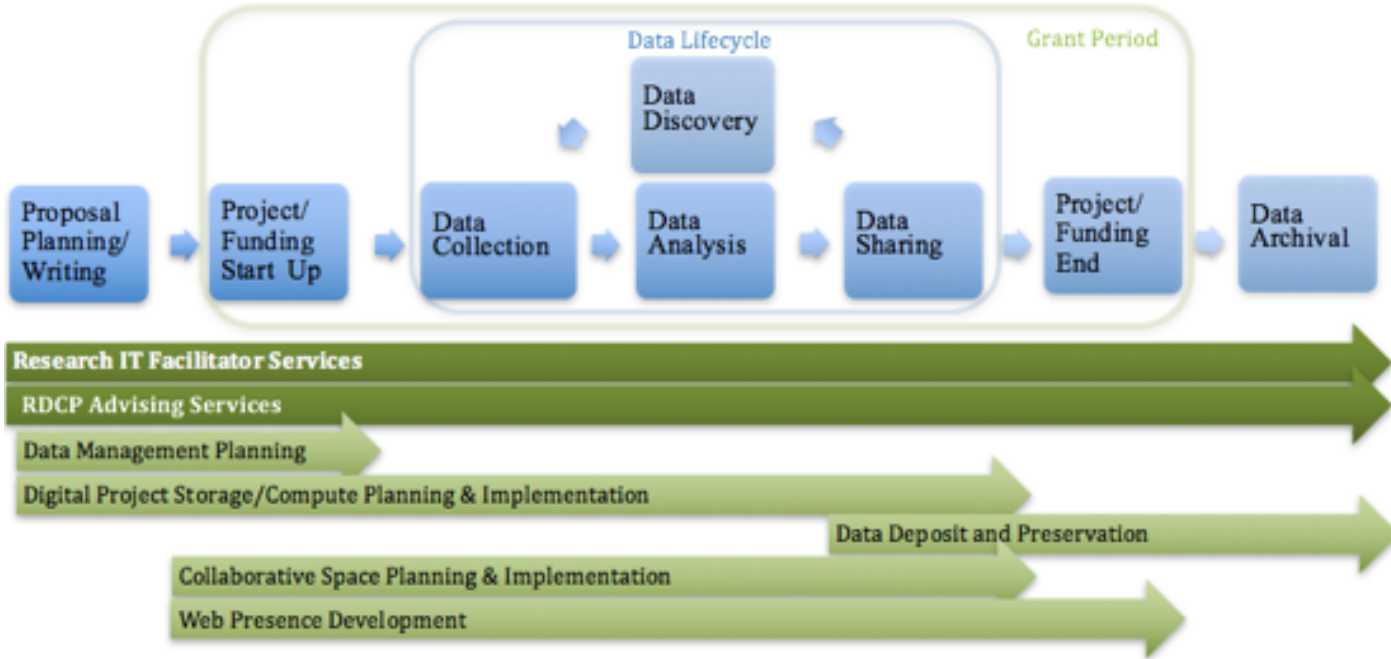 Data Lifecycle
Grant Period
Data
Discovery
Proposal
Planning/
Writing
Project/
Funding
Start Up
Data
Collection
Data
Analysis
Data
Sharing
Project/
Funding
End
Data
Archival
Research IT Facilitator Services
RDCP Advising Services
Data Management Planning
Digital Project Storage/Compute Planning & Implementation
Data Deposit and Preservation
Collaborative Space Planning & Implementation
Web Presence Development